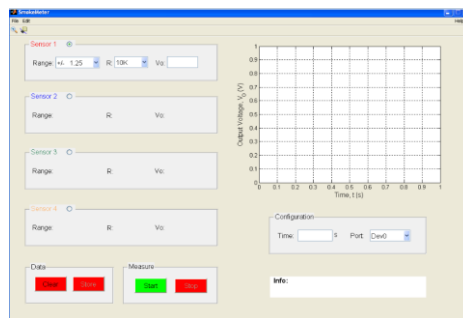 SmokeMeter
File Edit
Help
Sensor 1
Range: +/- 1.25 R: 10K Vo:
Sensor 2
Range: R: Vo:
Sensor 3
Range: R: Vo:
Sensor 4
Range: R: Vo:
Data
Clear Store
Measure
Start Stop
Output Voltage, Vo (V)
1
0.9
0.8
0.7
0.6
0.5
0.4
0.3
0.2
0.1
0
0 0.1 0.2 0.3 0.4 0.5 0.6 0.7 0.8 0.9 1
Time, t (s)
Configuration
Time: s Port: Dev0
Info: